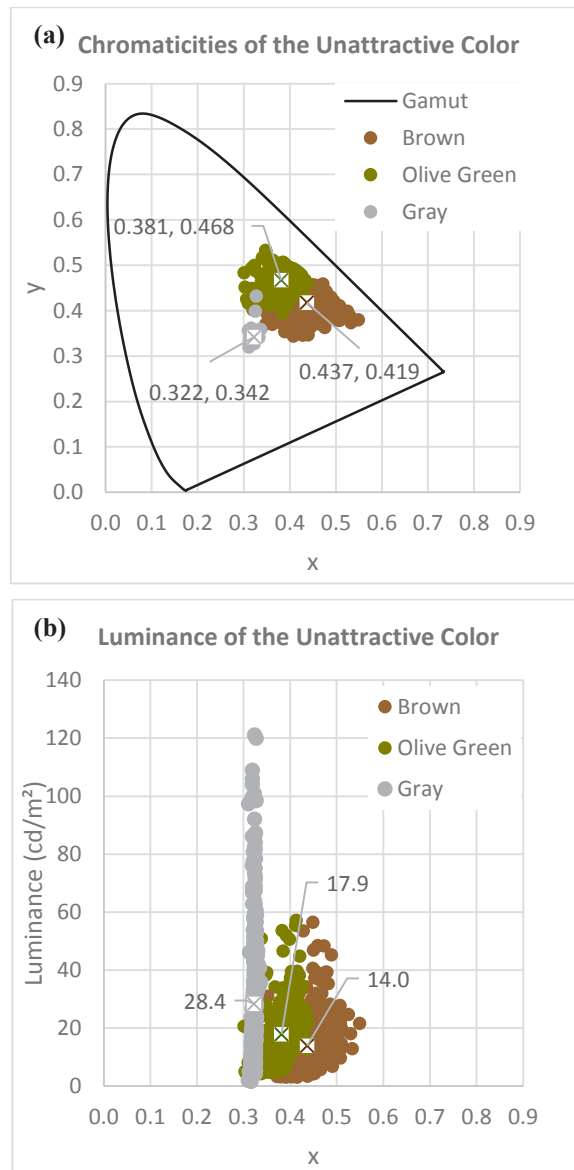 (a) Chromaticities of the Unattractive Color
0.9
0.8
0.7
0.6
0.5
0.4
0.3
0.2
0.1
0.0
y
Gamut
Brown
Olive Green
Gray
0.381, 0.468
0.437, 0.419
0.322, 0.342
0.0 0.1 0.2 0.3 0.4 0.5 0.6 0.7 0.8 0.9
x
(b) Luminance of the Unattractive Color
140
120
100
80
60
40
20
0
Luminance (cd/m²)
Brown
Olive Green
Gray
17.9
14.0
28.4
0.0 0.1 0.2 0.3 0.4 0.5 0.6 0.7 0.8 0.9
x